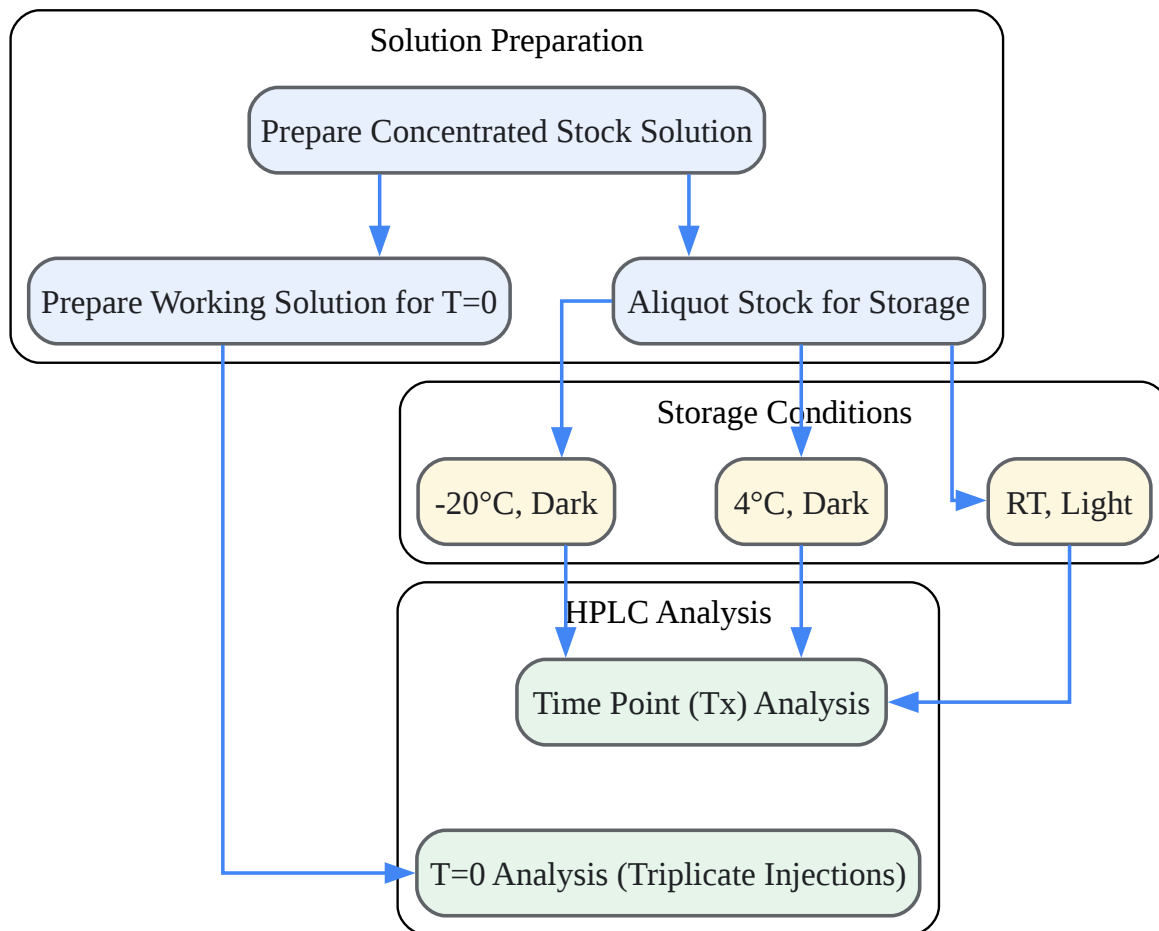 Solution Preparation
Prepare Concentrated Stock Solution
Prepare Working Solution for T=0
Aliquot Stock for Storage
Storage Conditions
-20°C, Dark
4°C, Dark
RT, Light
HPLC Analysis
Time Point (Tx) Analysis
T=0 Analysis (Triplicate Injections)